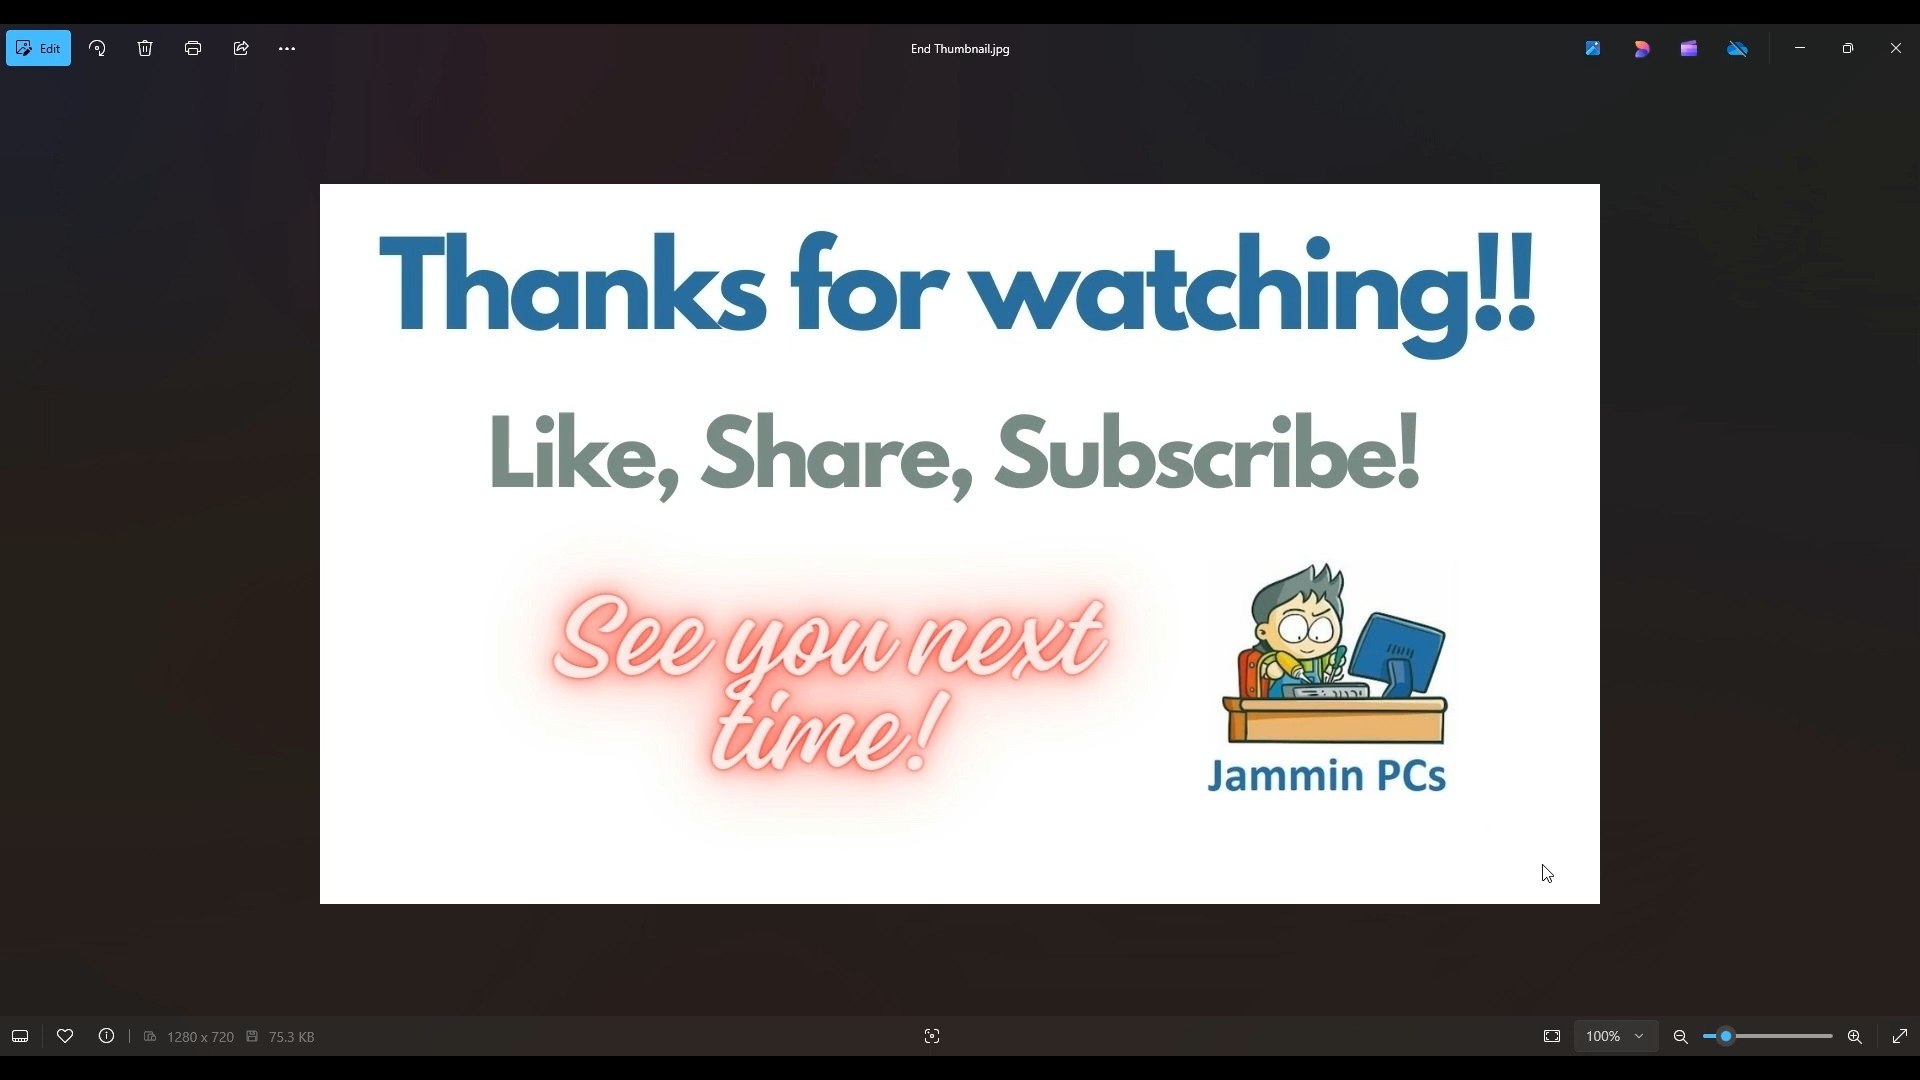 Edit
End Thumbnail.jpg
Thanks for watching!!
Like, Share, Subscribe!
See you next
time!
Jammin PCs
1280 x 720
75.3 KB
100%